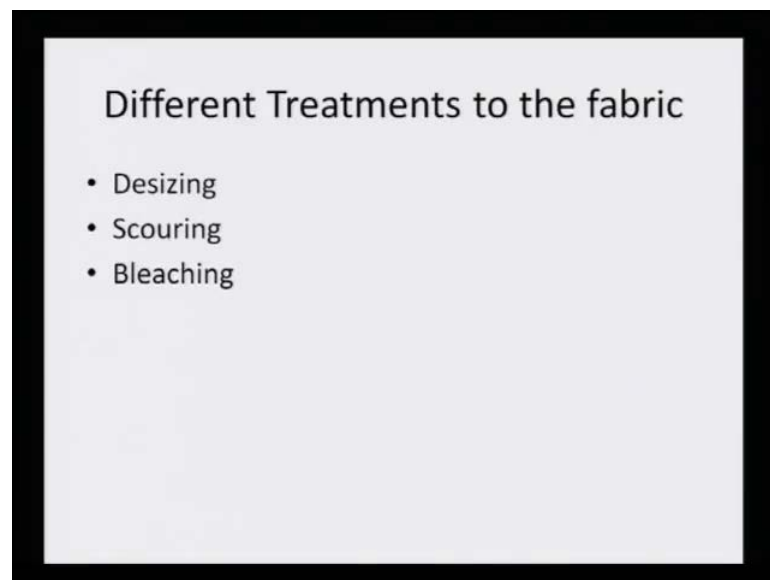 Different Treatments to the fabric
• Desizing
• Scouring
• Bleaching